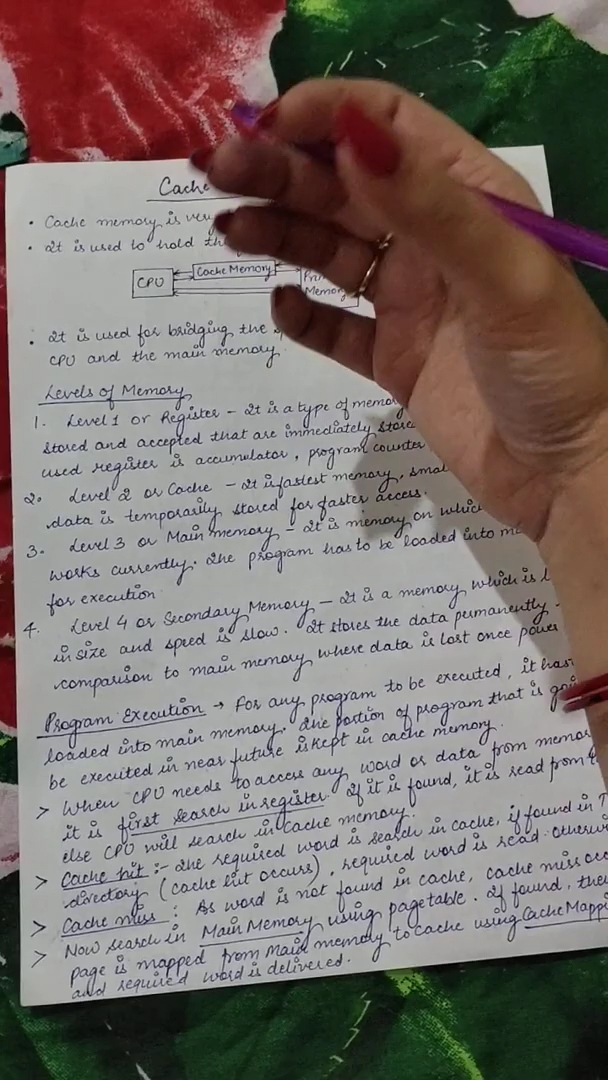 Cache
• Cache memory is very
• It is used to hold the
CPU
Cache Memory
Memory
• It is used for bridging the
CPU and the main memory.
Levels of Memory
1. Level 1 or Register - It is a type of memory
stored and accepted that are immediately stored
used register is accumulator, program counter
2. Level 2 or Cache - It is fastest memory,
data is temporarily stored for faster access.
3. Level 3 or Main memory - It is memory on which
works currently. The program has to be loaded into
for execution
4. Level 4 or Secondary Memory - It is a memory which is
in size and speed is slow. It stores the data permanently
comparison to main memory where data is lost once power
Program Execution → For any program to be executed, it has
loaded into main memory. The portion of program that is
be executed in near future is kept in cache memory.
> When CPU needs to access any word or data from
it is first search in register. If it is found, it is read from
else CPU will search in cache memory.
> Cache hit :- The required word is search in cache, if found in
directory (cache hit occurs), required word is read.
> Cache miss : As word is not found in cache, cache miss
> Now search in Main Memory using page table. If found,
page is mapped from Main memory to cache using Cache
and required word is delivered.